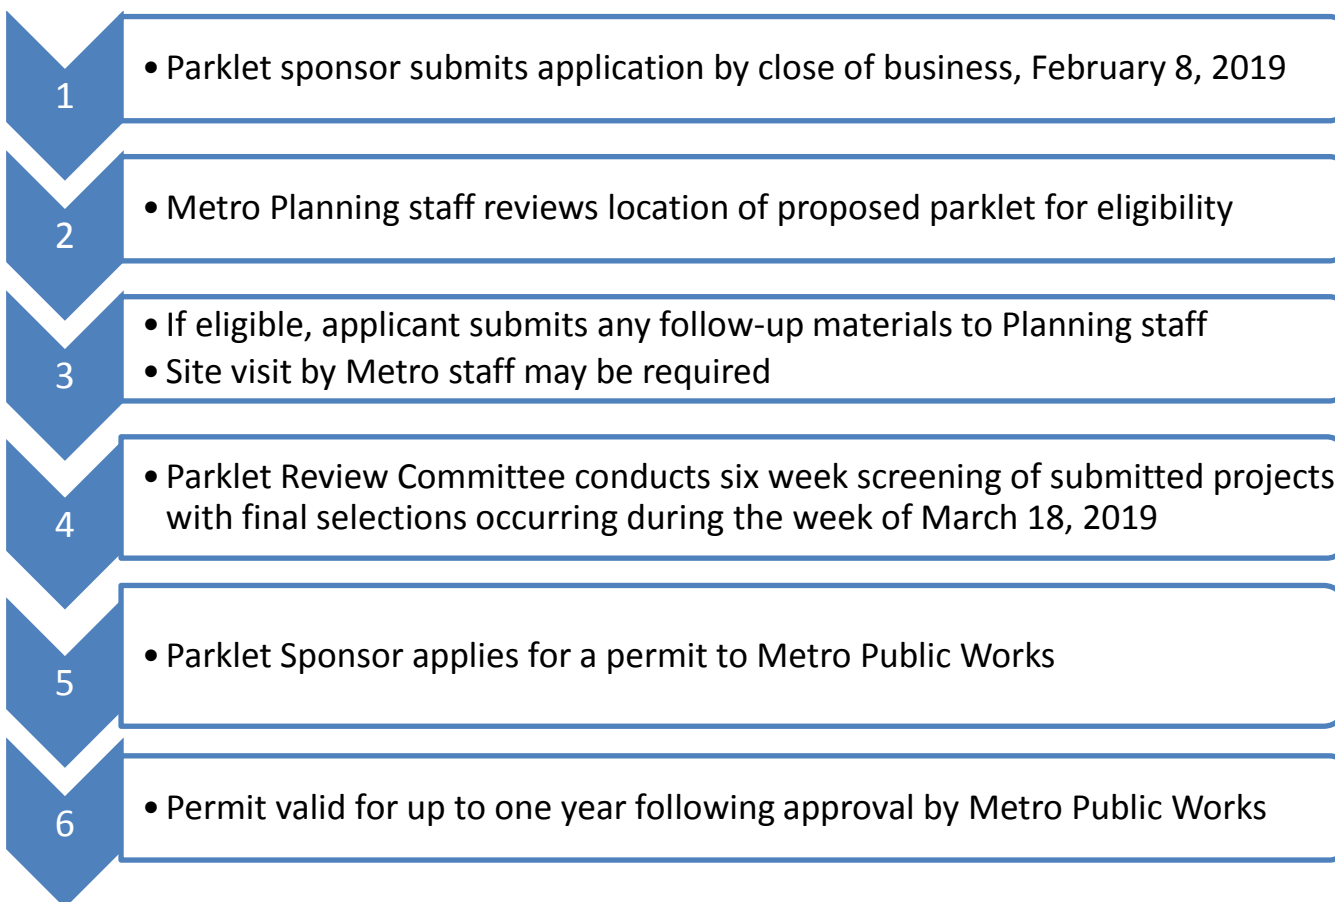 1
• Parklet sponsor submits application by close of business, February 8, 2019
2
• Metro Planning staff reviews location of proposed parklet for eligibility
3
• If eligible, applicant submits any follow-up materials to Planning staff
• Site visit by Metro staff may be required
4
• Parklet Review Committee conducts six week screening of submitted projects
with final selections occurring during the week of March 18, 2019
5
• Parklet Sponsor applies for a permit to Metro Public Works
6
• Permit valid for up to one year following approval by Metro Public Works